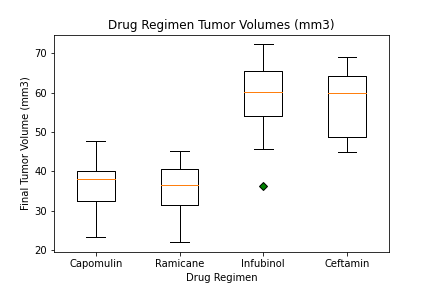 Drug Regimen Tumor Volumes (mm3)
Final Tumor Volume (mm3)
70
60
50
40
30
20
Capomulin Ramicane Infubinol Ceftamin
Drug Regimen